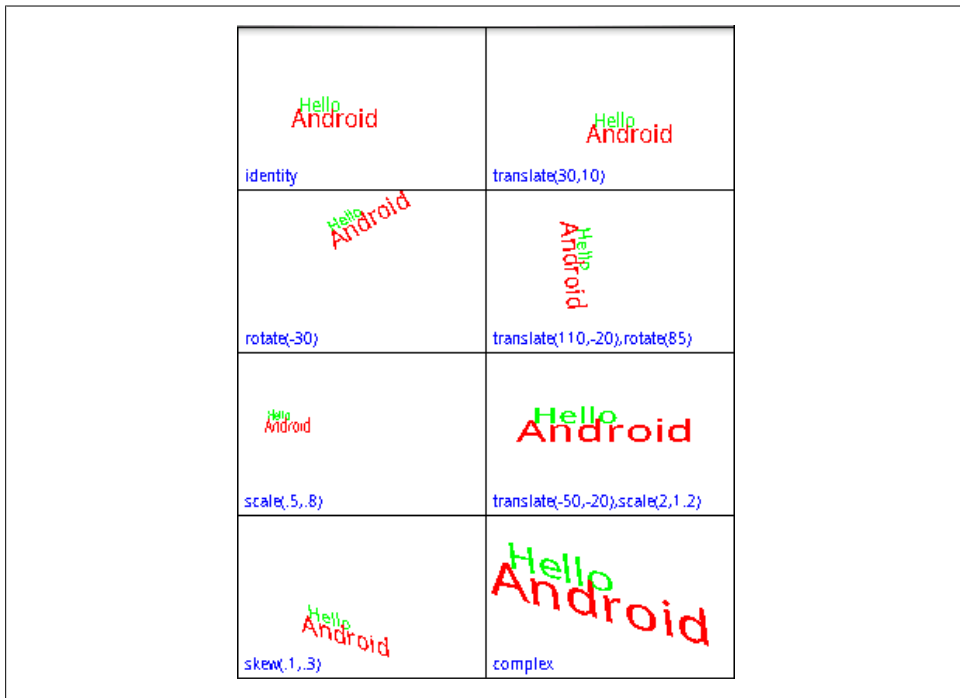 Hello
Android
identity
Hello
Android
translate(30,10)
Hello
Android
rotate(-30)
Hello
Android
translate(110,-20),rotate(85)
Hello
Android
scale(.5,.8)
Hello
Android
translate(-50,-20),scale(2,1..2)
Hello
Android
skew(.1,.3)
Hello
Android
complex